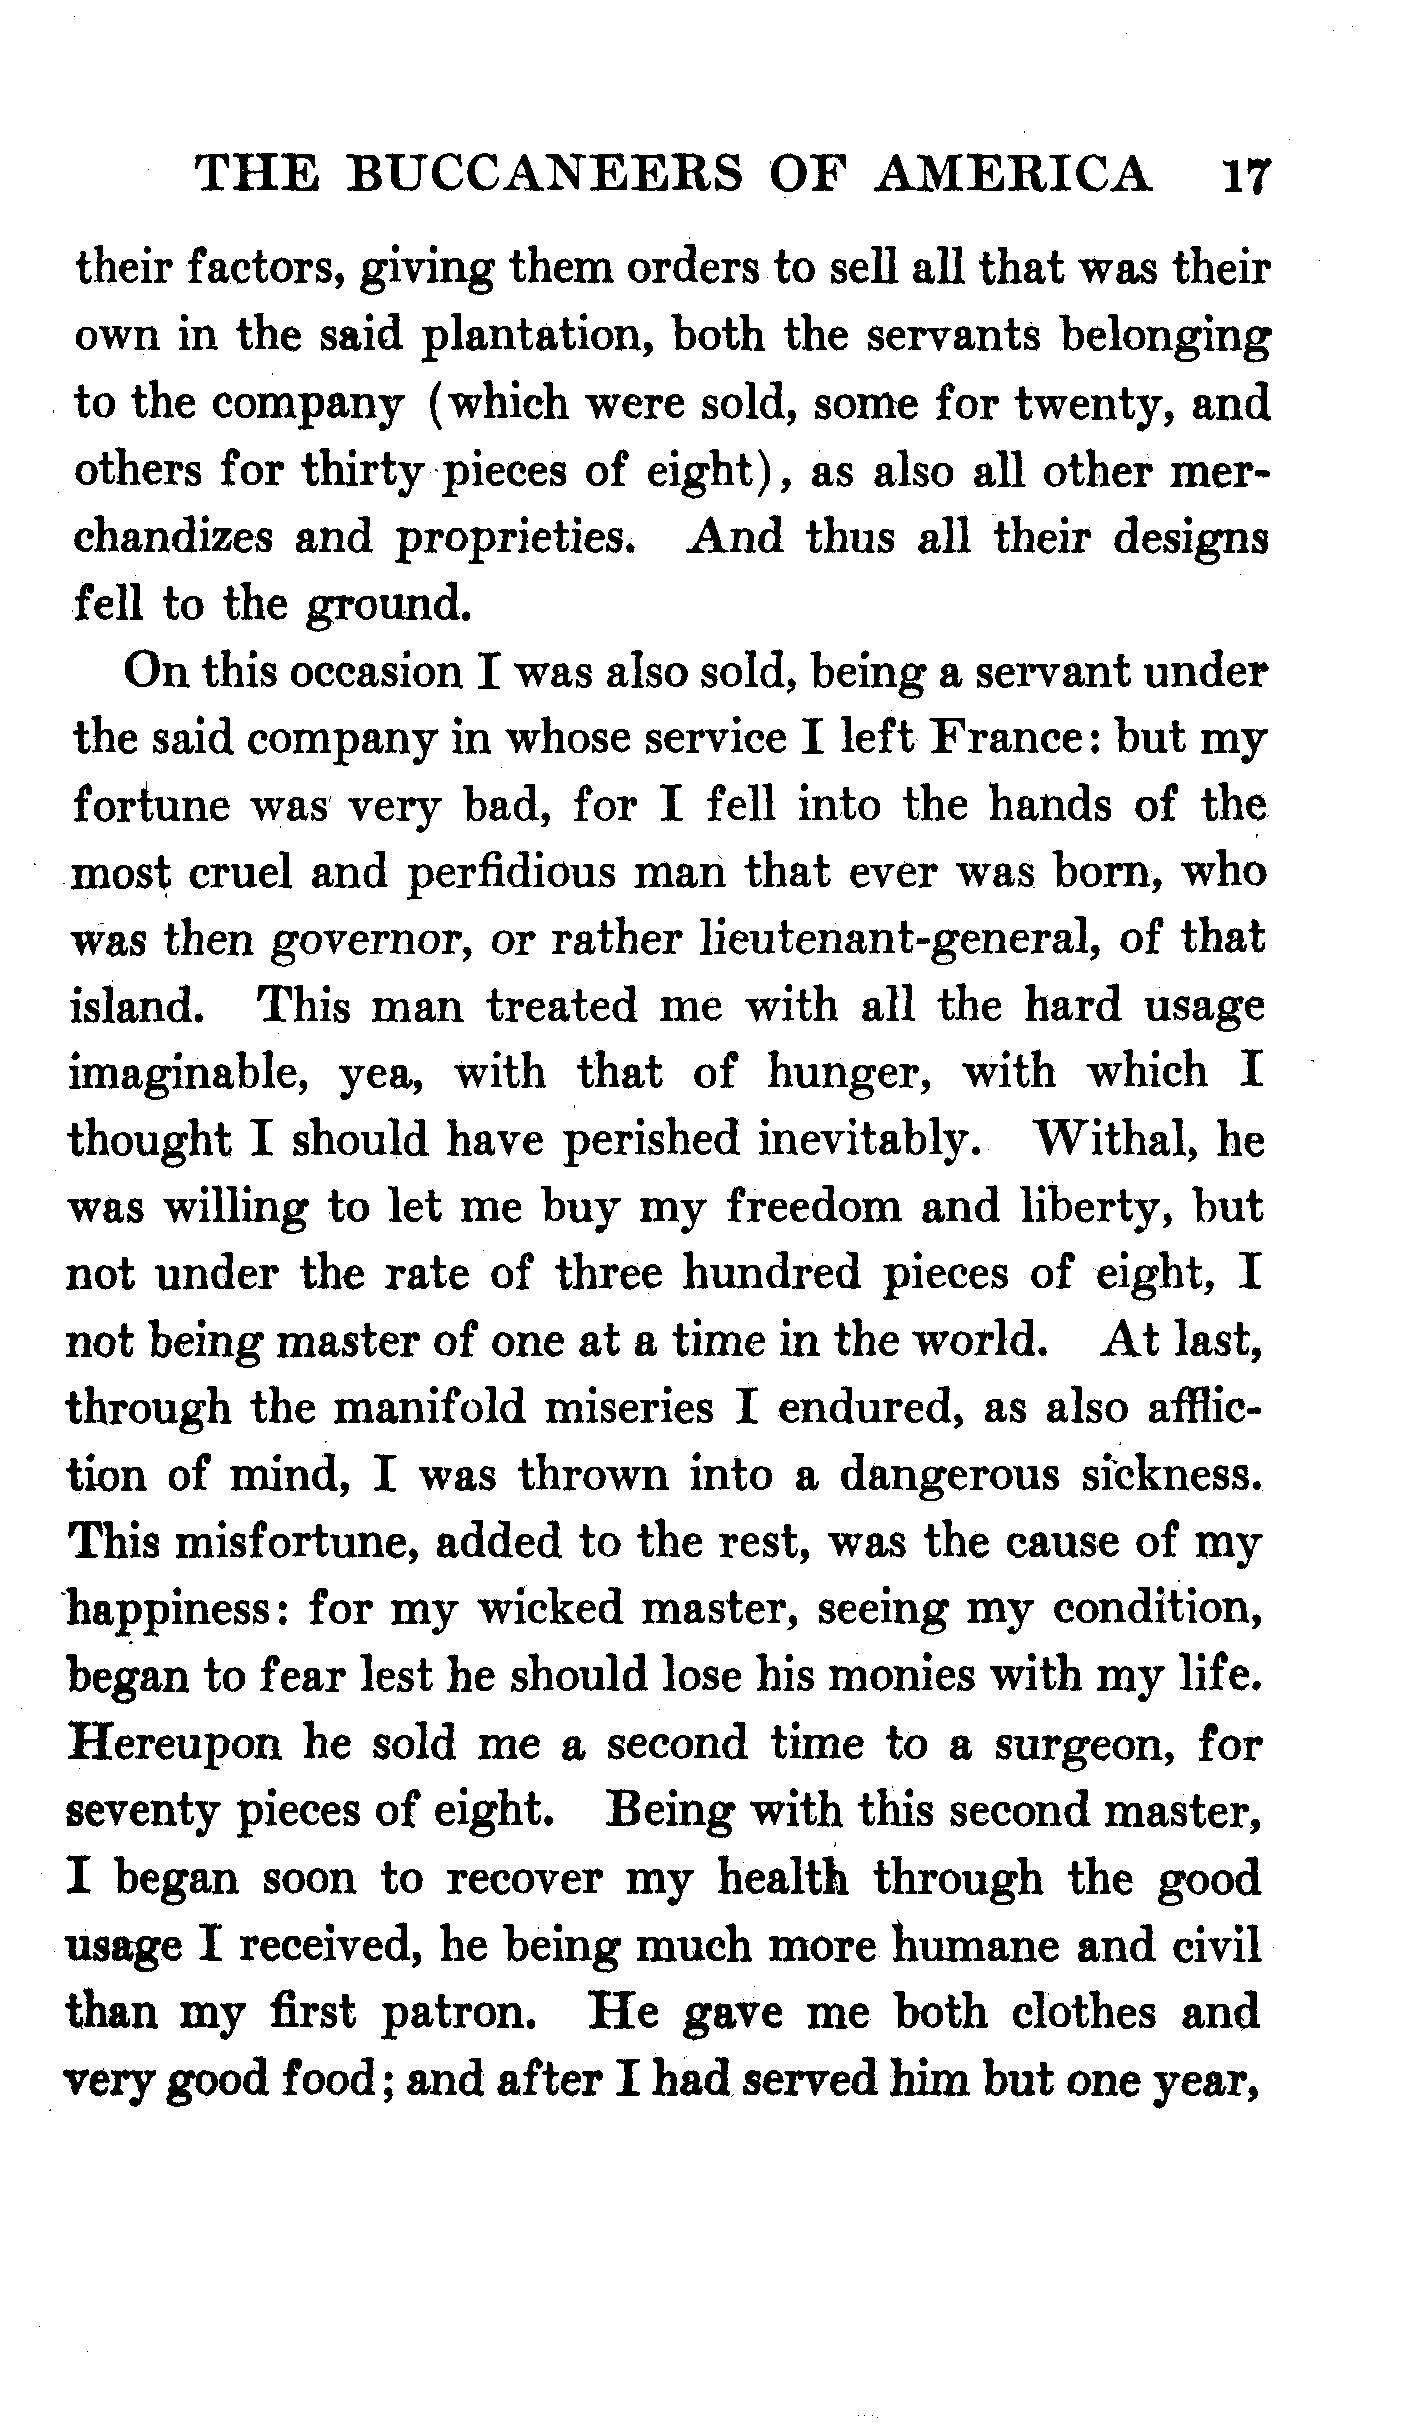 THE BUCCANEERS OF AMERICA 17
their factors, giving them orders to sell all that was their
own in the said plantation, both the servants belonging
to the company (which were sold, some for twenty, and
others for thirty pieces of eight), as also all other mer-
chandizes and proprieties. And thus all their designs
fell to the ground.
On this occasion I was also sold, being a servant under
the said company in whose service I left France: but my
fortune was very bad, for I fell into the hands of the
most cruel and perfidious man that ever was born, who
was then governor, or rather lieutenant-general, of that
island. This man treated me with all the hard usage
imaginable, yea, with that of hunger, with which I
thought I should have perished inevitably. Withal, he
was willing to let me buy my freedom and liberty, but
not under the rate of three hundred pieces of eight, I
not being master of one at a time in the world. At last,
through the manifold miseries I endured, as also afflic-
tion of mind, I was thrown into a dangerous sickness.
This misfortune, added to the rest, was the cause of my
happiness: for my wicked master, seeing my condition,
began to fear lest he should lose his monies with my life.
Hereupon he sold me a second time to a surgeon, for
seventy pieces of eight. Being with this second master,
I began soon to recover my health through the good
usage I received, he being much more humane and civil
than my first patron. He gave me both clothes and
very good food; and after I had served him but one year,